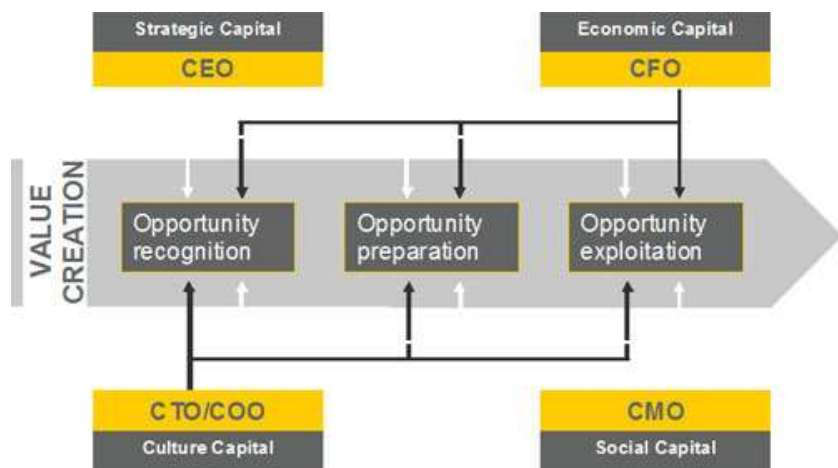 Strategic Capital
CEO
Economic Capital
CFO
VALUE
CREATION
Opportunity
recognition
Opportunity
preparation
Opportunity
exploitation
CTO/COO
Culture Capital
CMO
Social Capital